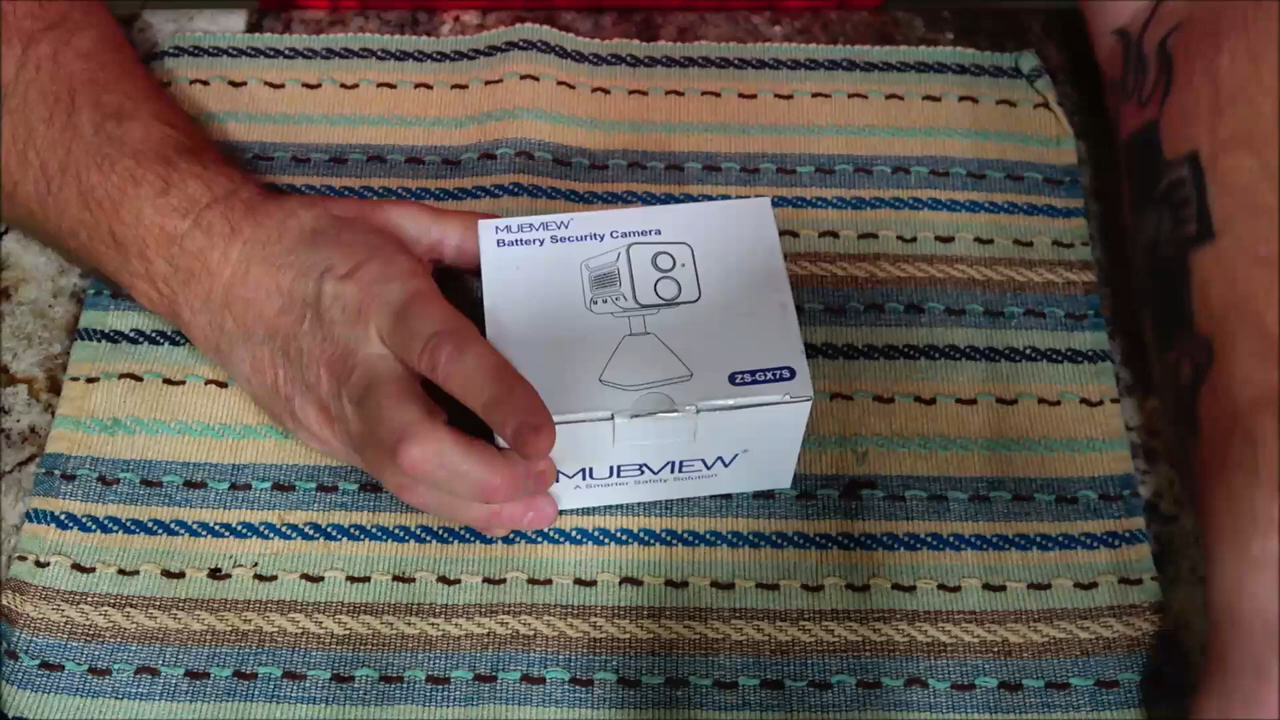 MUBVIEW®
Battery Security Camera
ZS-GX7S
MUBVIEW®
A Smarter Safety Solution